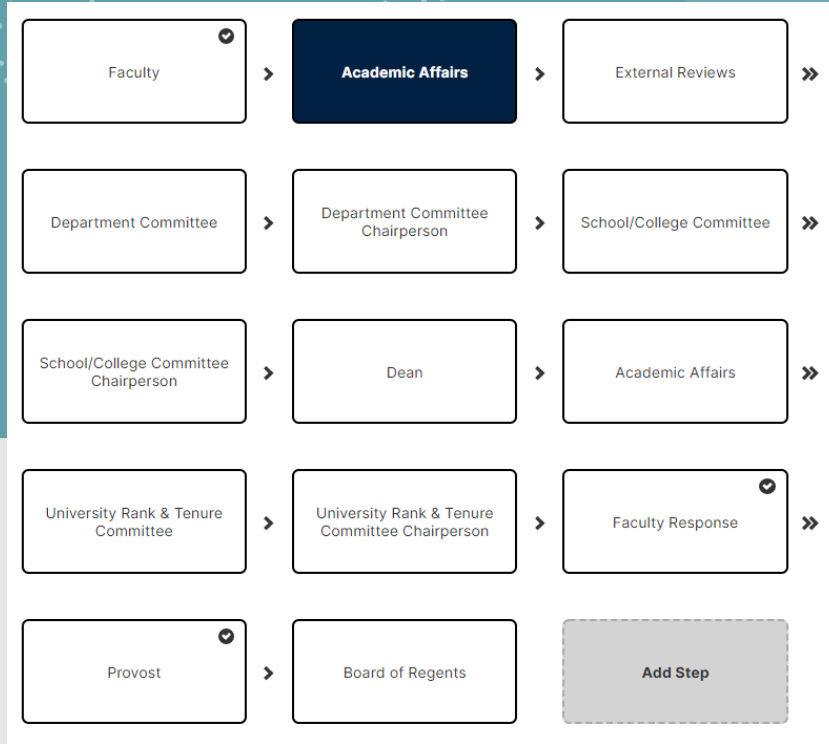 Faculty
Academic Affairs
External Reviews
Department Committee
Department Committee
Chairperson
School/College Committee
School/College Committee
Chairperson
Dean
Academic Affairs
University Rank & Tenure
Committee
University Rank & Tenure
Committee Chairperson
Faculty Response
Provost
Board of Regents
Add Step